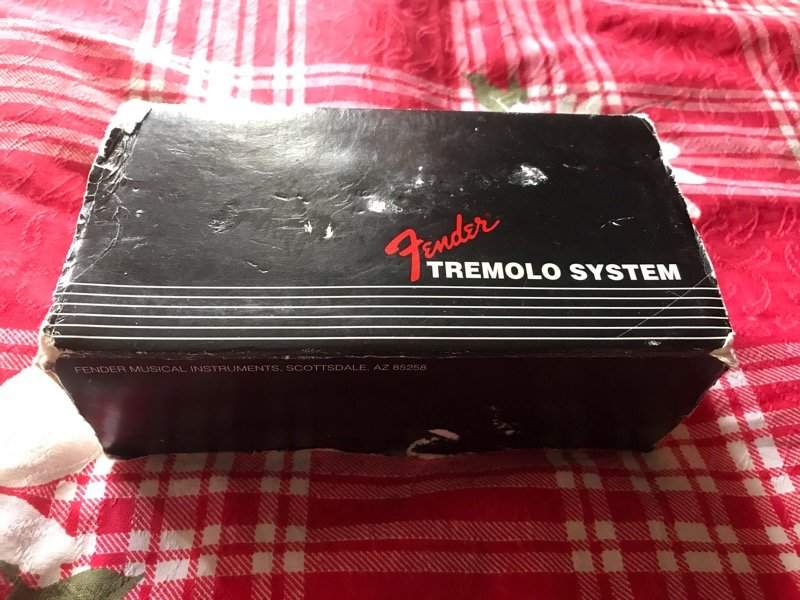 Fender
TREMOLO SYSTEM
FENDER MUSICAL INSTRUMENTS, SCOTTSDALE, AZ 85258